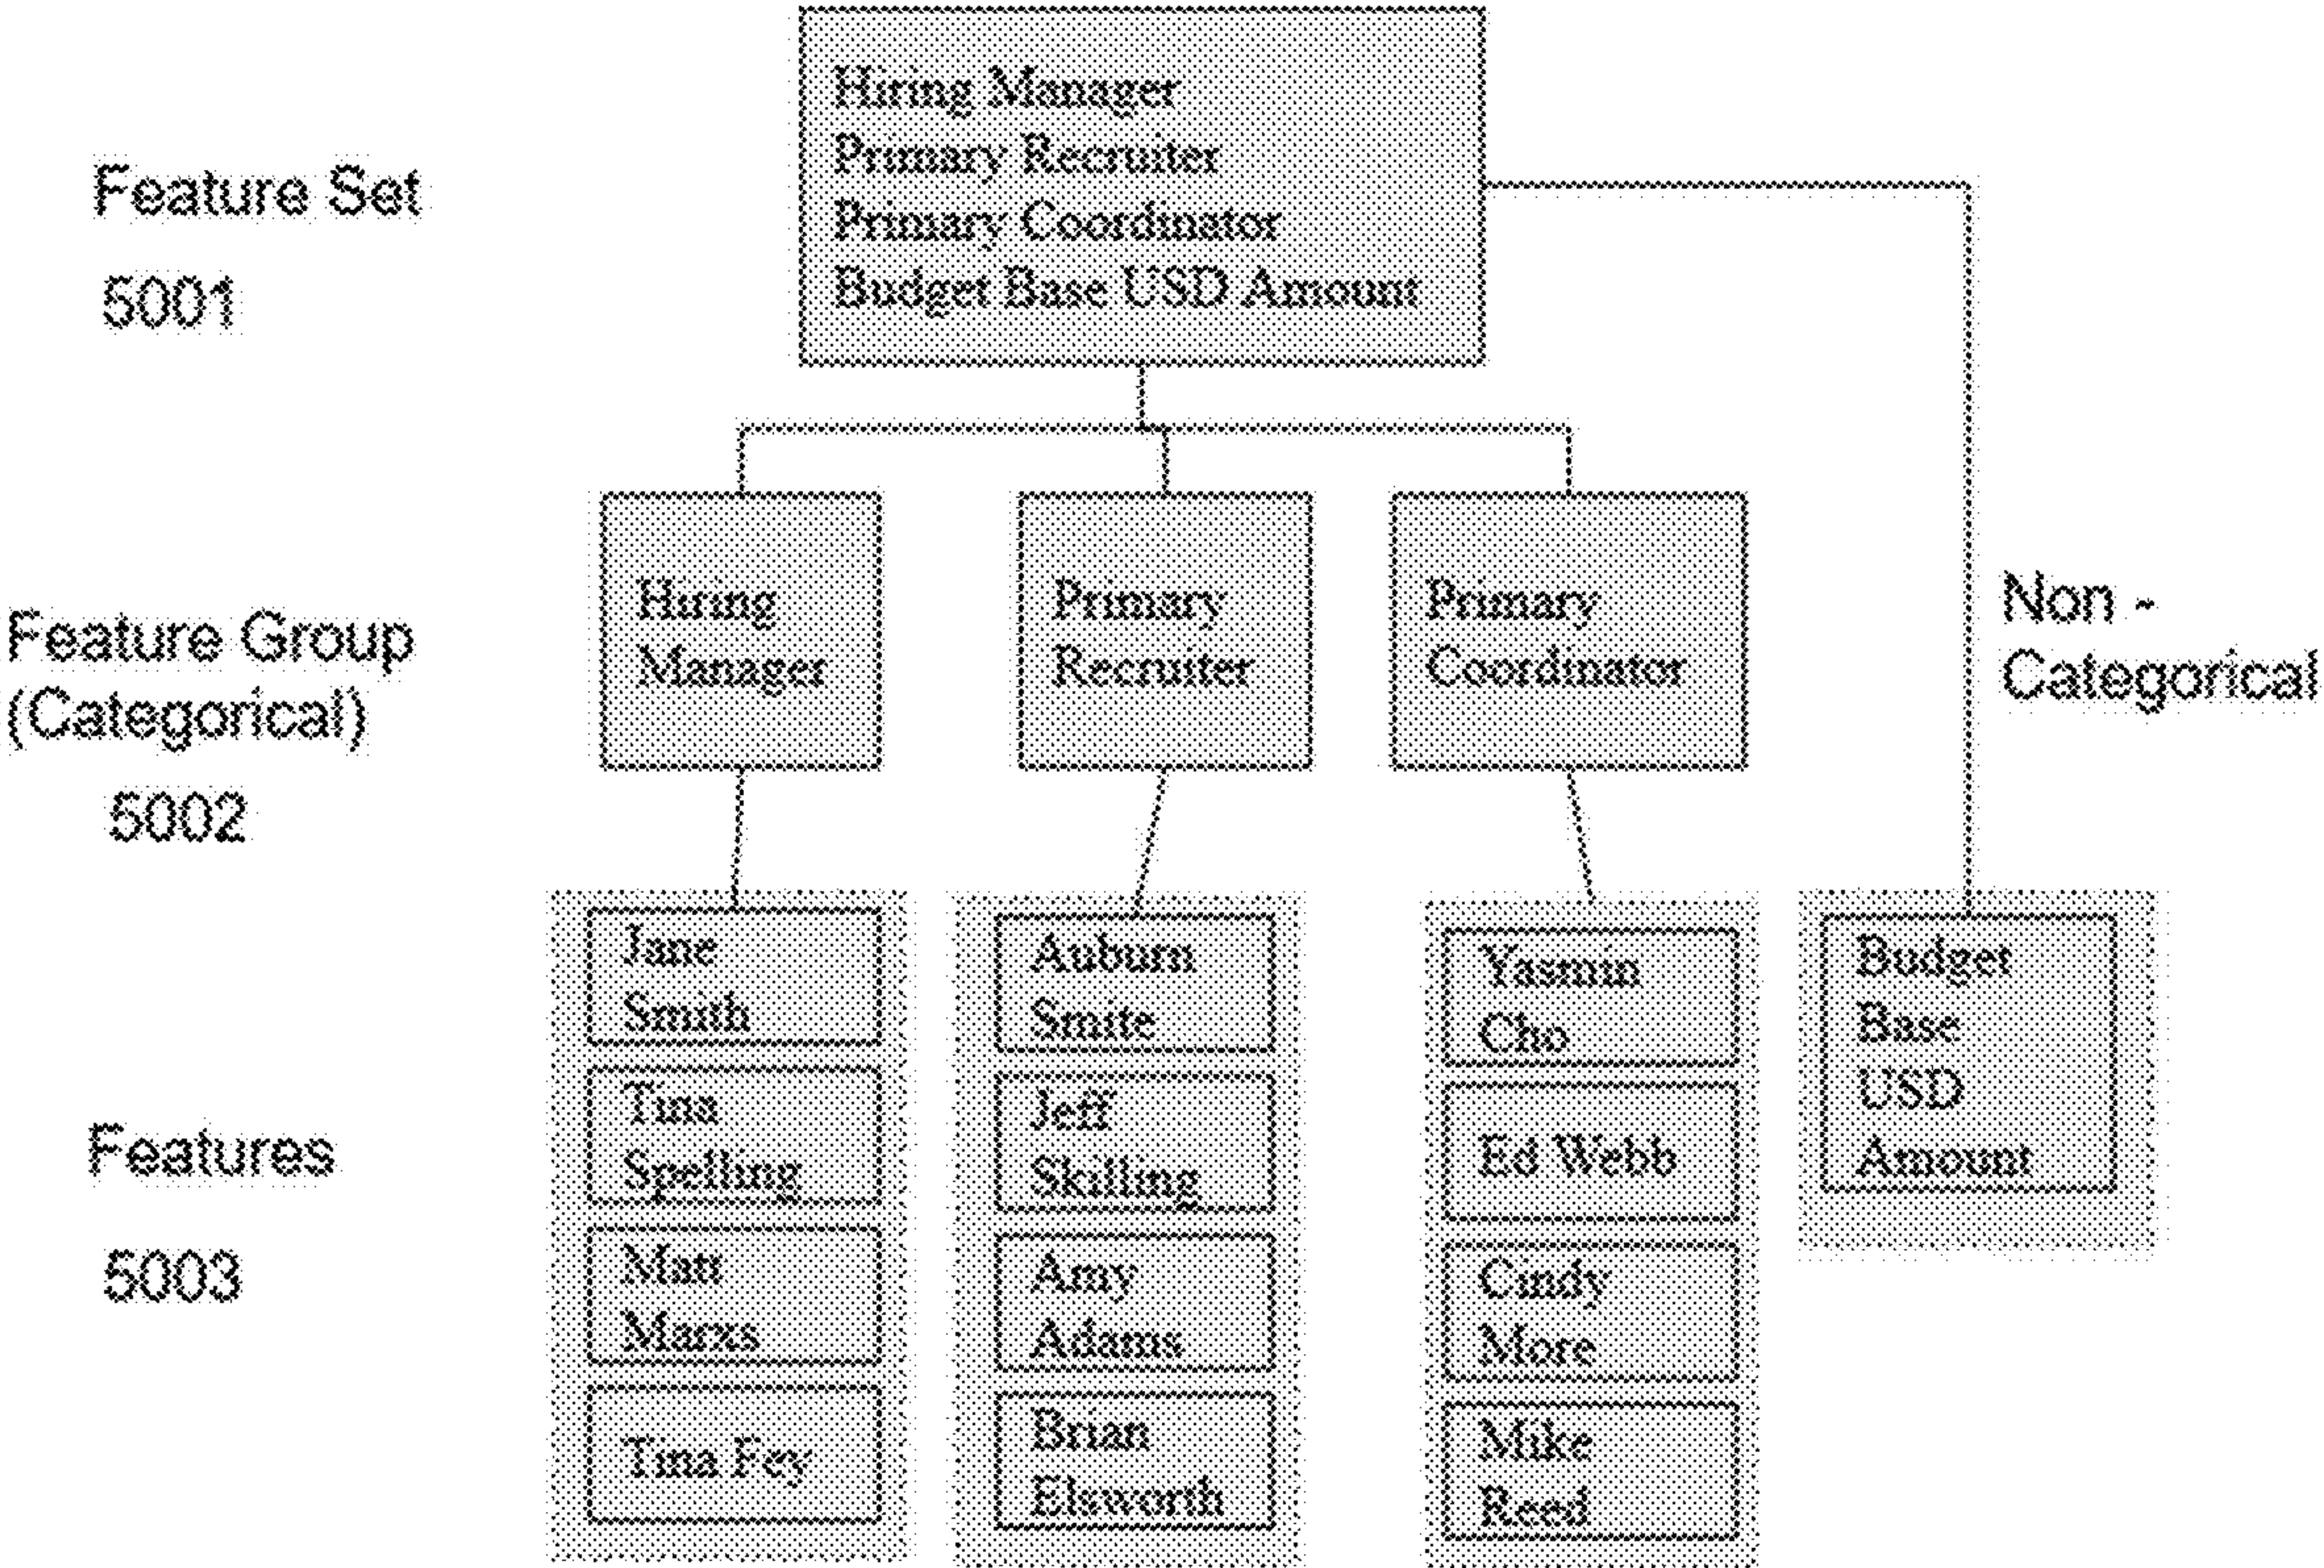 Hiring Manager
Primary Recruiter
Primary Coordinator
Budget Base USD Amount
Feature Set
5001
Feature Group
(Categorical)
5002
Hiring
Manager
Primary
Recruiter
Primary
Coordinator
Non -
Categorical
Features
5003
Jane
Smith
Tina
Spelling
Matt
Marxs
Tina Fey
Auburn
Smite
Jeff
Skilling
Amy
Adams
Brian
Elsworth
Yasmin
Cho
Ed Webb
Cindy
More
Mike
Reed
Budget
Base
USD
Amount